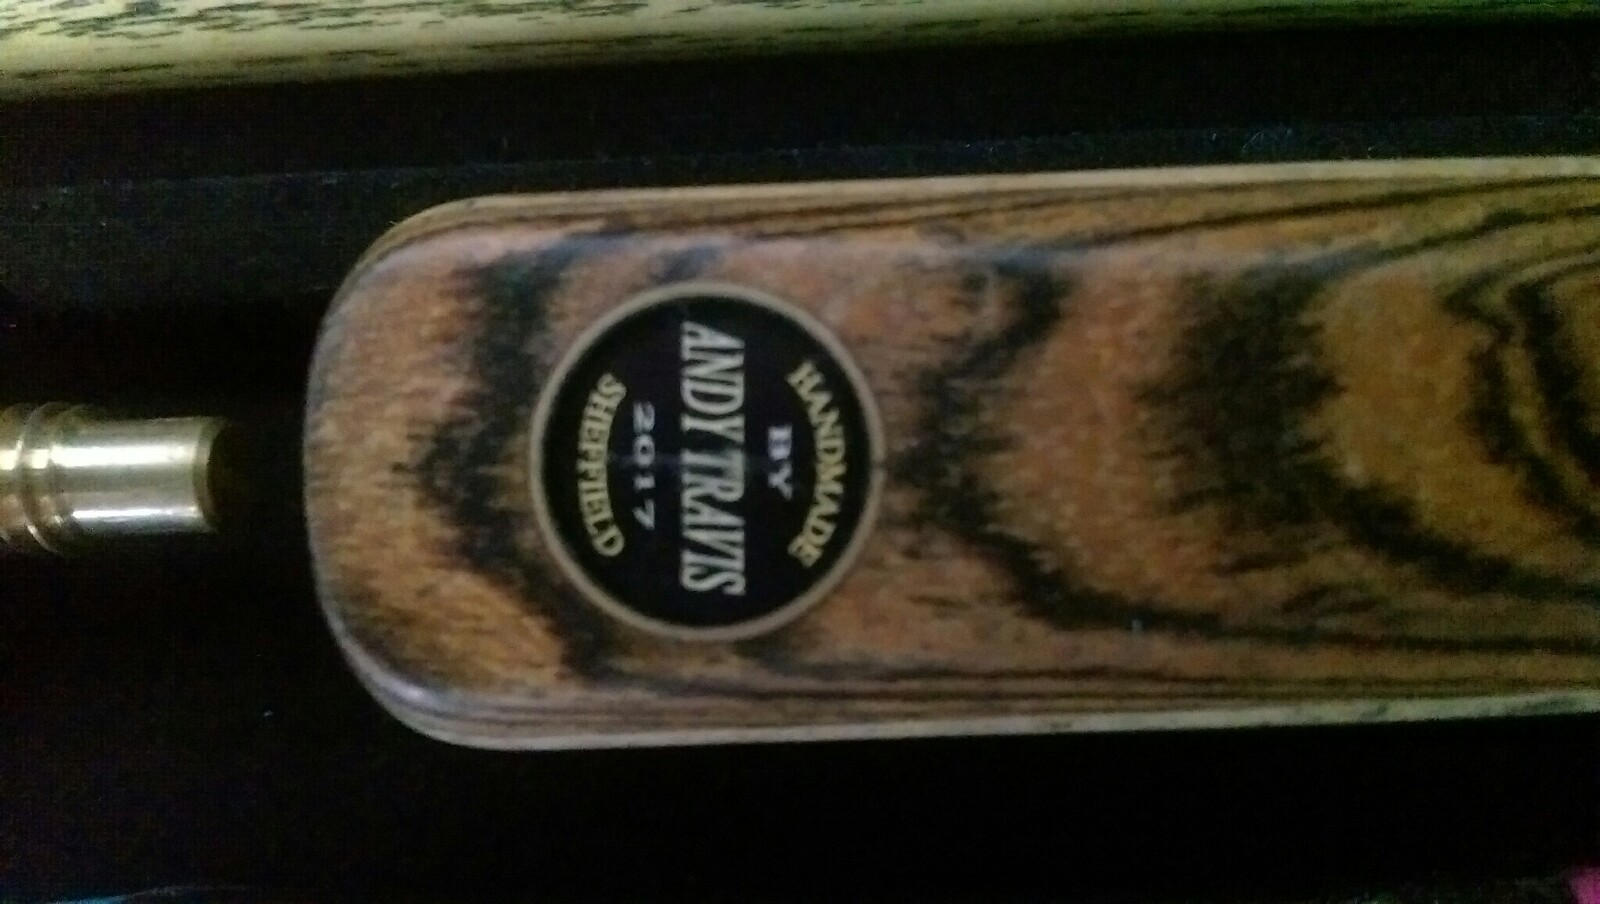 HANDMADE
BY
ANDY TRAVIS
2017
SHEFFIELD